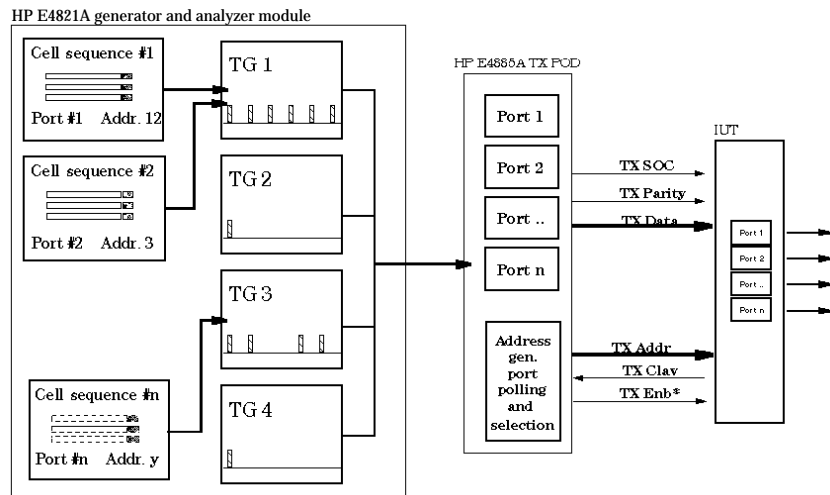 HP E4821A generator and analyzer module
Cell sequence #1
Port #1 Addr. 12
Cell sequence #2
Port #2 Addr. 3
Cell sequence #n
Port #n Addr. y
TG 1
TG 2
TG 3
TG 4
HP E4885A TX POD
Port 1
Port 2
Port ..
Port n
Address
gen.
port
polling
and
selection
TX SOC
TX Parity
TX Data
TX Addr
TX Clav
TX Enb*
IUT
Port 1
Port 2
Port ..
Port n